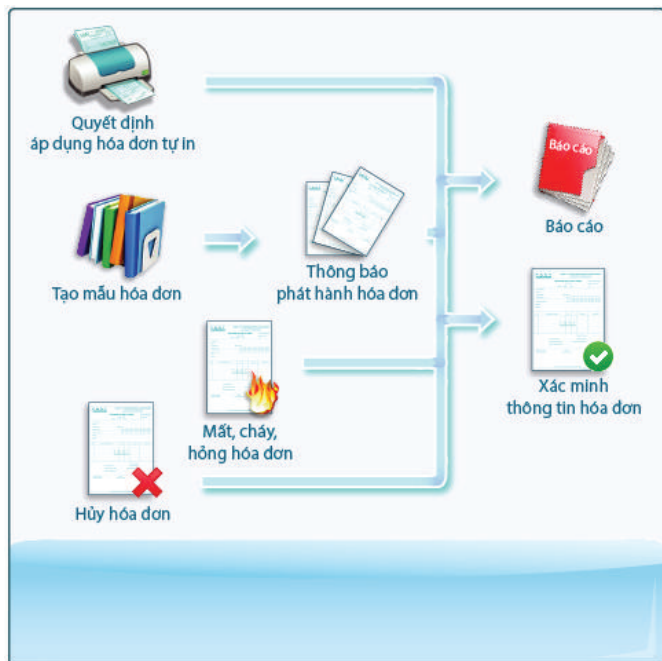 Quyết định
áp dụng hóa đơn tự in
Báo cáo
Báo cáo
Tạo mẫu hóa đơn
Thông báo
phát hành hóa đơn
Mất, cháy,
hỏng hóa đơn
Xác minh
thông tin hóa đơn
Hủy hóa đơn